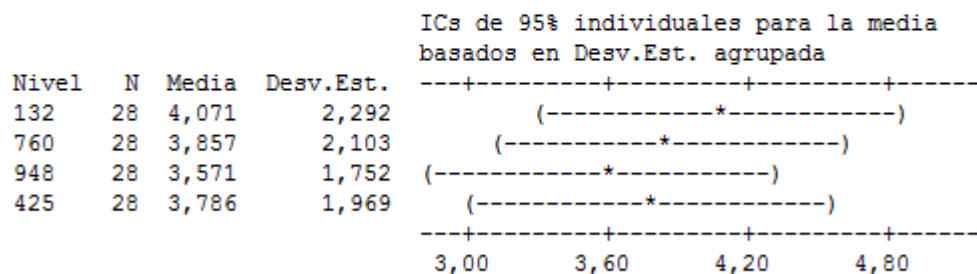 ICs de 95% individuales para la media
basados en Desv.Est. agrupada
Nivel N Media Desv.Est. ---+---------+---------+---------+------
132 28 4,071 2,292 (------------*------------)
760 28 3,857 2,103 (-----------*------------)
948 28 3,571 1,752 (------------*-----------)
425 28 3,786 1,969 (------------*------------)
---+---------+---------+---------+------
3,00 3,60 4,20 4,80